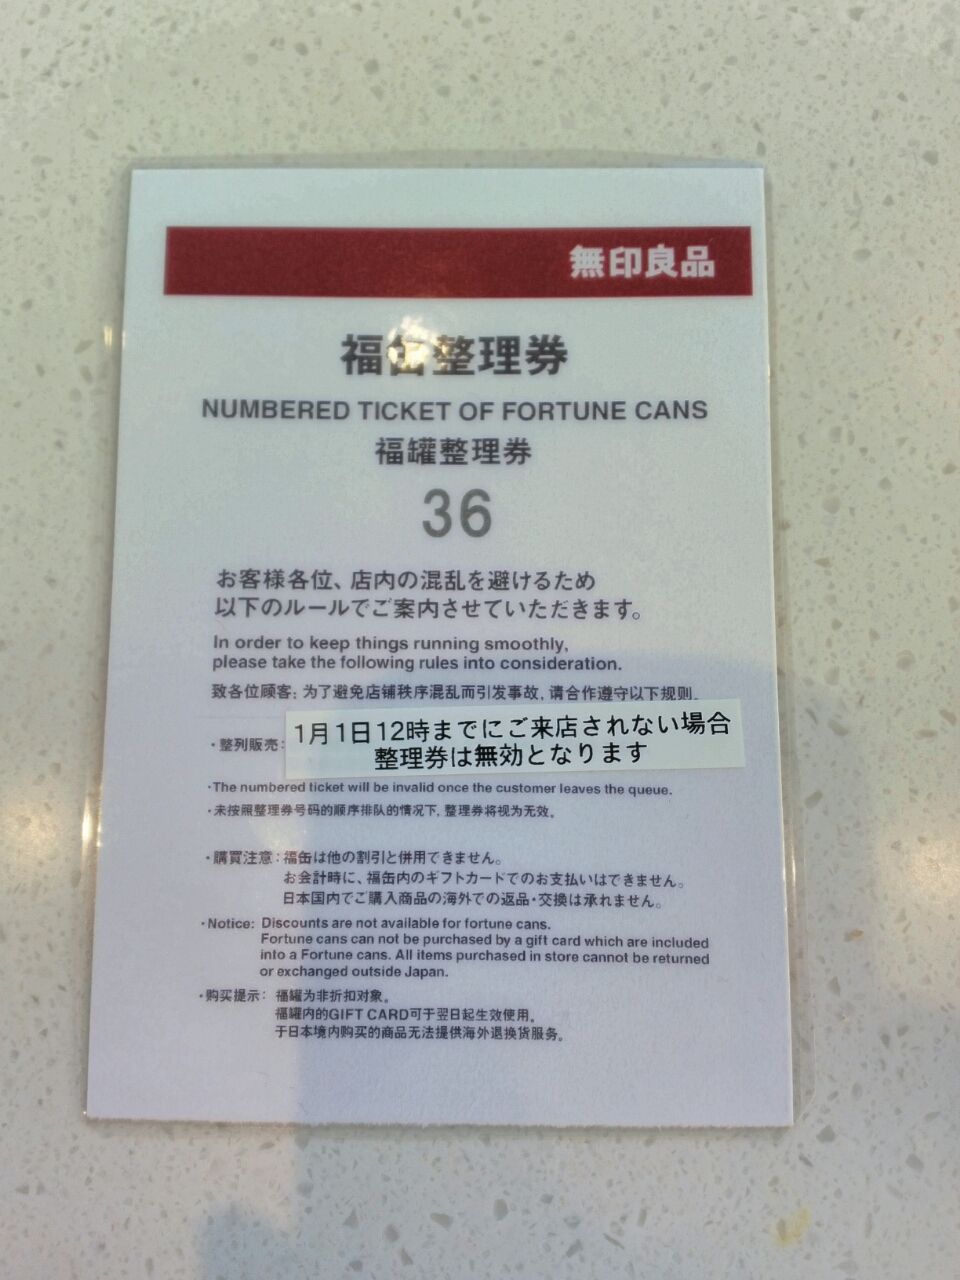 無印良品
福缶整理券
NUMBERED TICKET OF FORTUNE CANS
福罐整理券
36
お客様各位、店内の混乱を避けるため
以下のルールでご案内させていただきます。
In order to keep things running smoothly,
please take the following rules into consideration.
致各位顾客：为了避免店铺秩序混乱而引发事故，请合作遵守以下规则。
・整列販売：
1月1日12時までにご来店されない場合
整理券は無効となります
・The numbered ticket will be invalid once the customer leaves the queue.
・未按照整理券号码的顺序排队的情况下，整理券将视为无效。
・購買注意：福缶は他の割引と併用できません。
お会計時に、福缶内のギフトカードでのお支払いはできません。
日本国内でご購入商品の海外での返品・交換は承れません。
・Notice: Discounts are not available for fortune cans.
Fortune cans can not be purchased by a gift card which are included
into a Fortune cans. All items purchased in store cannot be returned
or exchanged outside Japan.
・购买提示：福罐为非折扣对象。
福罐内的GIFT CARD可于翌日起生效使用。
于日本境内购买的商品无法提供海外退换货服务。